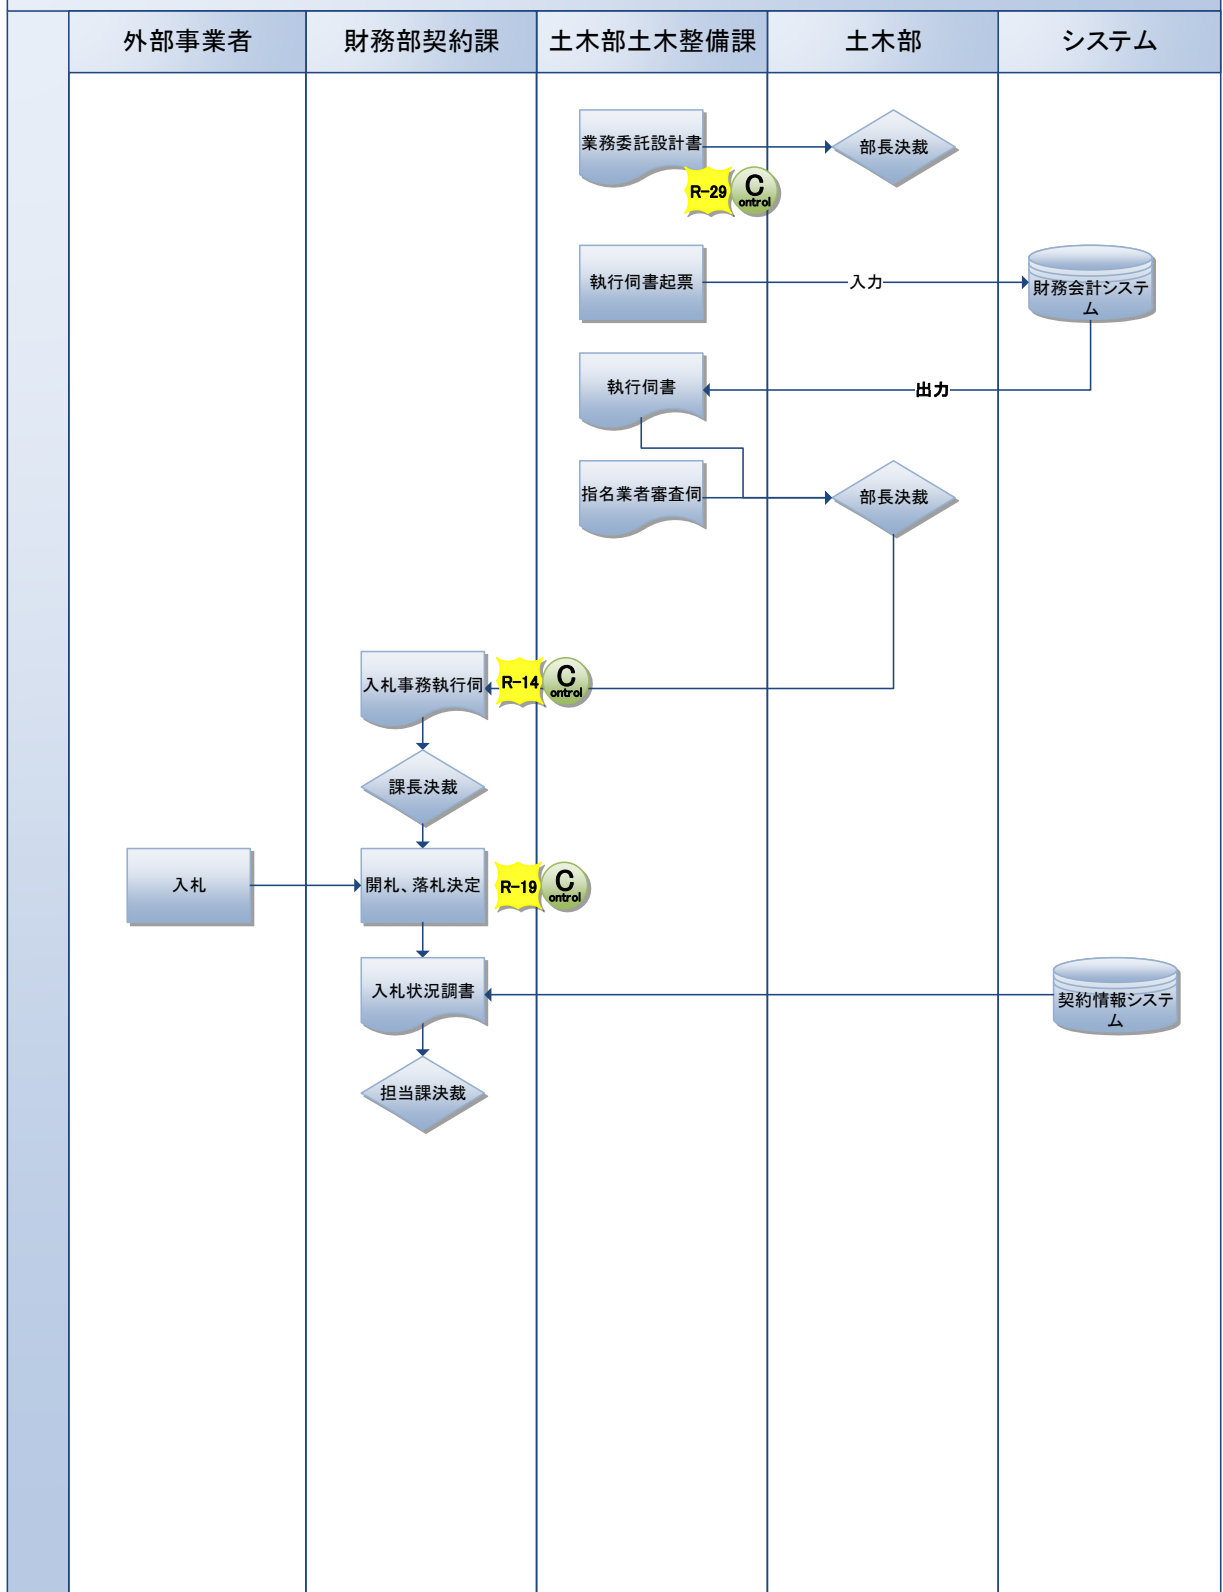 外部事業者
財務部契約課
土木部土木整備課
土木部
システム
業務委託設計書
部長決裁
R-29
C
ontrol
執行伺書起票
入力
財務会計システ
ム
執行伺書
出力
指名業者審査伺
部長決裁
入札事務執行伺
R-14
C
ontrol
課長決裁
入札
開札、落札決定
R-19
C
ontrol
入札状況調書
契約情報システ
ム
担当課決裁